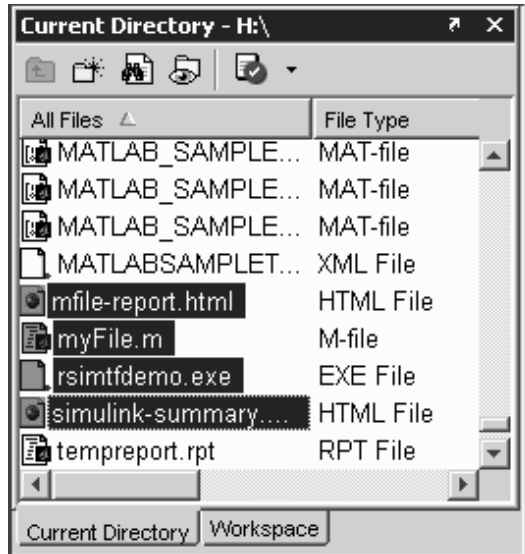 Current Directory - H:\
All Files File Type
MATLAB_SAMPLE... MAT-file
MATLAB_SAMPLE... MAT-file
MATLAB_SAMPLE... MAT-file
MATLABSAMPLET... XML File
mfile-report.html HTML File
myFile.m M-file
rsimtfdemo.exe EXE File
simulink-summary.... HTML File
tempreport.rpt RPT File
Current Directory Workspace